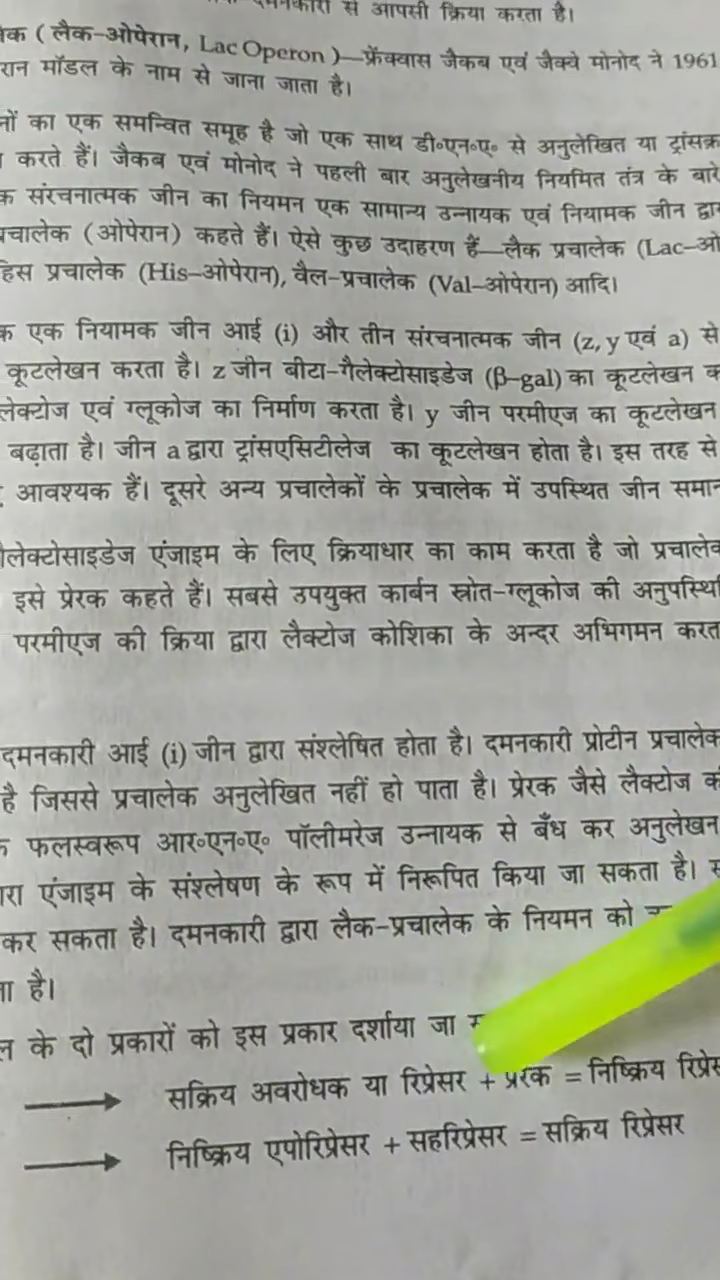 दमनकारी से आपसी क्रिया करता है।
क ( लैक-ओपेरान, Lac Operon )—फ्रेंक्वास जैकब एवं जैक्वे मोनोद ने 1961
रान मॉडल के नाम से जाना जाता है।
नों का एक समन्वित समूह है जो एक साथ डी०एन०ए० से अनुलेखित या ट्रांसक्र
करते हैं। जैकब एवं मोनोद ने पहली बार अनुलेखनीय नियमित तंत्र के बारे
क संरचनात्मक जीन का नियमन एक सामान्य उन्नायक एवं नियामक जीन द्वार
प्रचालेक (ओपेरान) कहते हैं। ऐसे कुछ उदाहरण हैं—लैक प्रचालेक (Lac–ओ
हिस प्रचालेक (His–ओपेरान), वैल-प्रचालेक (Val–ओपेरान) आदि।
क एक नियामक जीन आई (i) और तीन संरचनात्मक जीन (z, y एवं a) से
कूटलेखन करता है। z जीन बीटा-गैलेक्टोसाइडेज (β–gal) का कूटलेखन क
लेक्टोज एवं ग्लूकोज का निर्माण करता है। y जीन परमीएज का कूटलेखन
बढ़ाता है। जीन a द्वारा ट्रांसएसिटीलेज का कूटलेखन होता है। इस तरह से
आवश्यक हैं। दूसरे अन्य प्रचालेकों के प्रचालेक में उपस्थित जीन समान
लेक्टोसाइडेज एंजाइम के लिए क्रियाधार का काम करता है जो प्रचालेक
इसे प्रेरक कहते हैं। सबसे उपयुक्त कार्बन स्रोत-ग्लूकोज की अनुपस्थि
परमीएज की क्रिया द्वारा लैक्टोज कोशिका के अन्दर अभिगमन करत
दमनकारी आई (i) जीन द्वारा संश्लेषित होता है। दमनकारी प्रोटीन प्रचालेक
है जिससे प्रचालेक अनुलेखित नहीं हो पाता है। प्रेरक जैसे लैक्टोज क
फलस्वरूप आर०एन०ए० पॉलीमरेज उन्नायक से बँध कर अनुलेखन
रा एंजाइम के संश्लेषण के रूप में निरूपित किया जा सकता है।
कर सकता है। दमनकारी द्वारा लैक-प्रचालेक के नियमन को
ा है।
ल के दो प्रकारों को इस प्रकार दर्शाया जा
⟶ सक्रिय अवरोधक या रिप्रेसर + प्रेरक = निष्क्रिय रिप्रेस
⟶ निष्क्रिय एपोरिप्रेसर + सहरिप्रेसर = सक्रिय रिप्रेसर